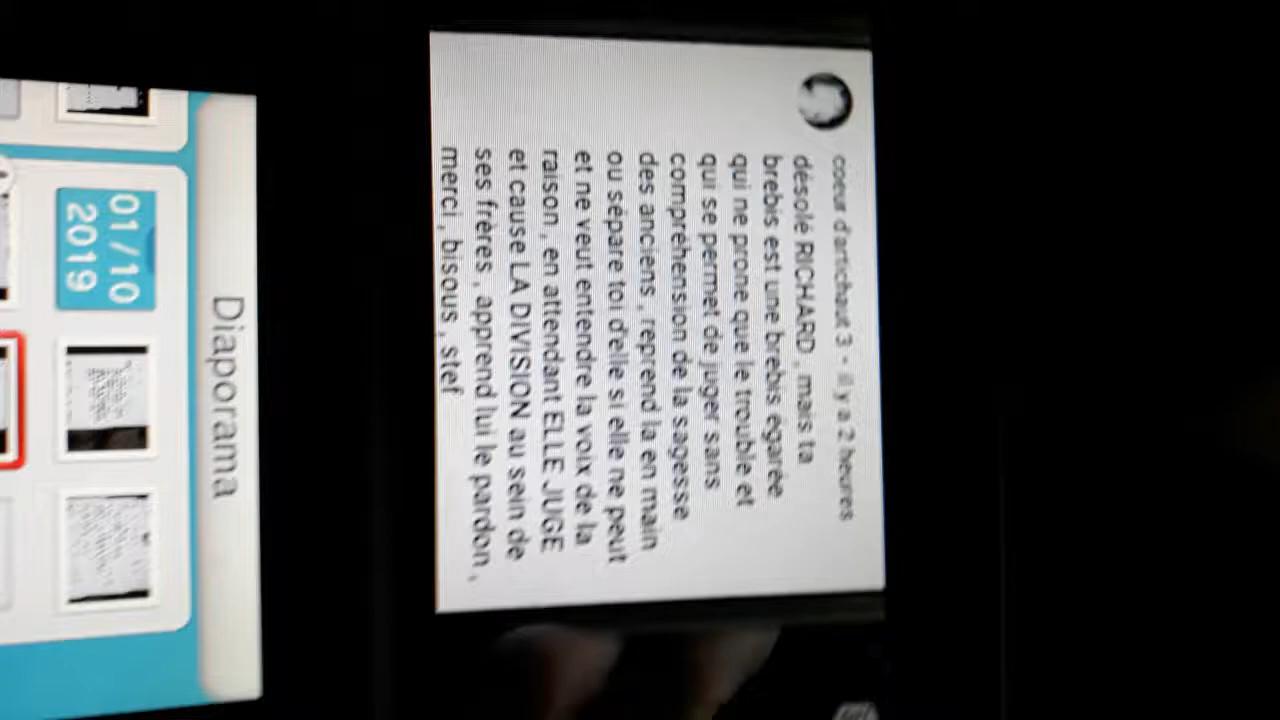 coeur d'artichaut 3 - il y a 2 heures
désolé RICHARD , mais ta
brebis est une brebis égarée
qui ne prone que le trouble et
qui se permet de juger sans
compréhension de la sagesse
des anciens , reprend la en main
ou sépare toi d'elle si elle ne peut
et ne veut entendre la voix de la
raison , en attendant ELLE JUGE
et cause LA DIVISION au sein de
ses frères , apprend lui le pardon ,
merci , bisous , stef
Diaporama
01/10
2019